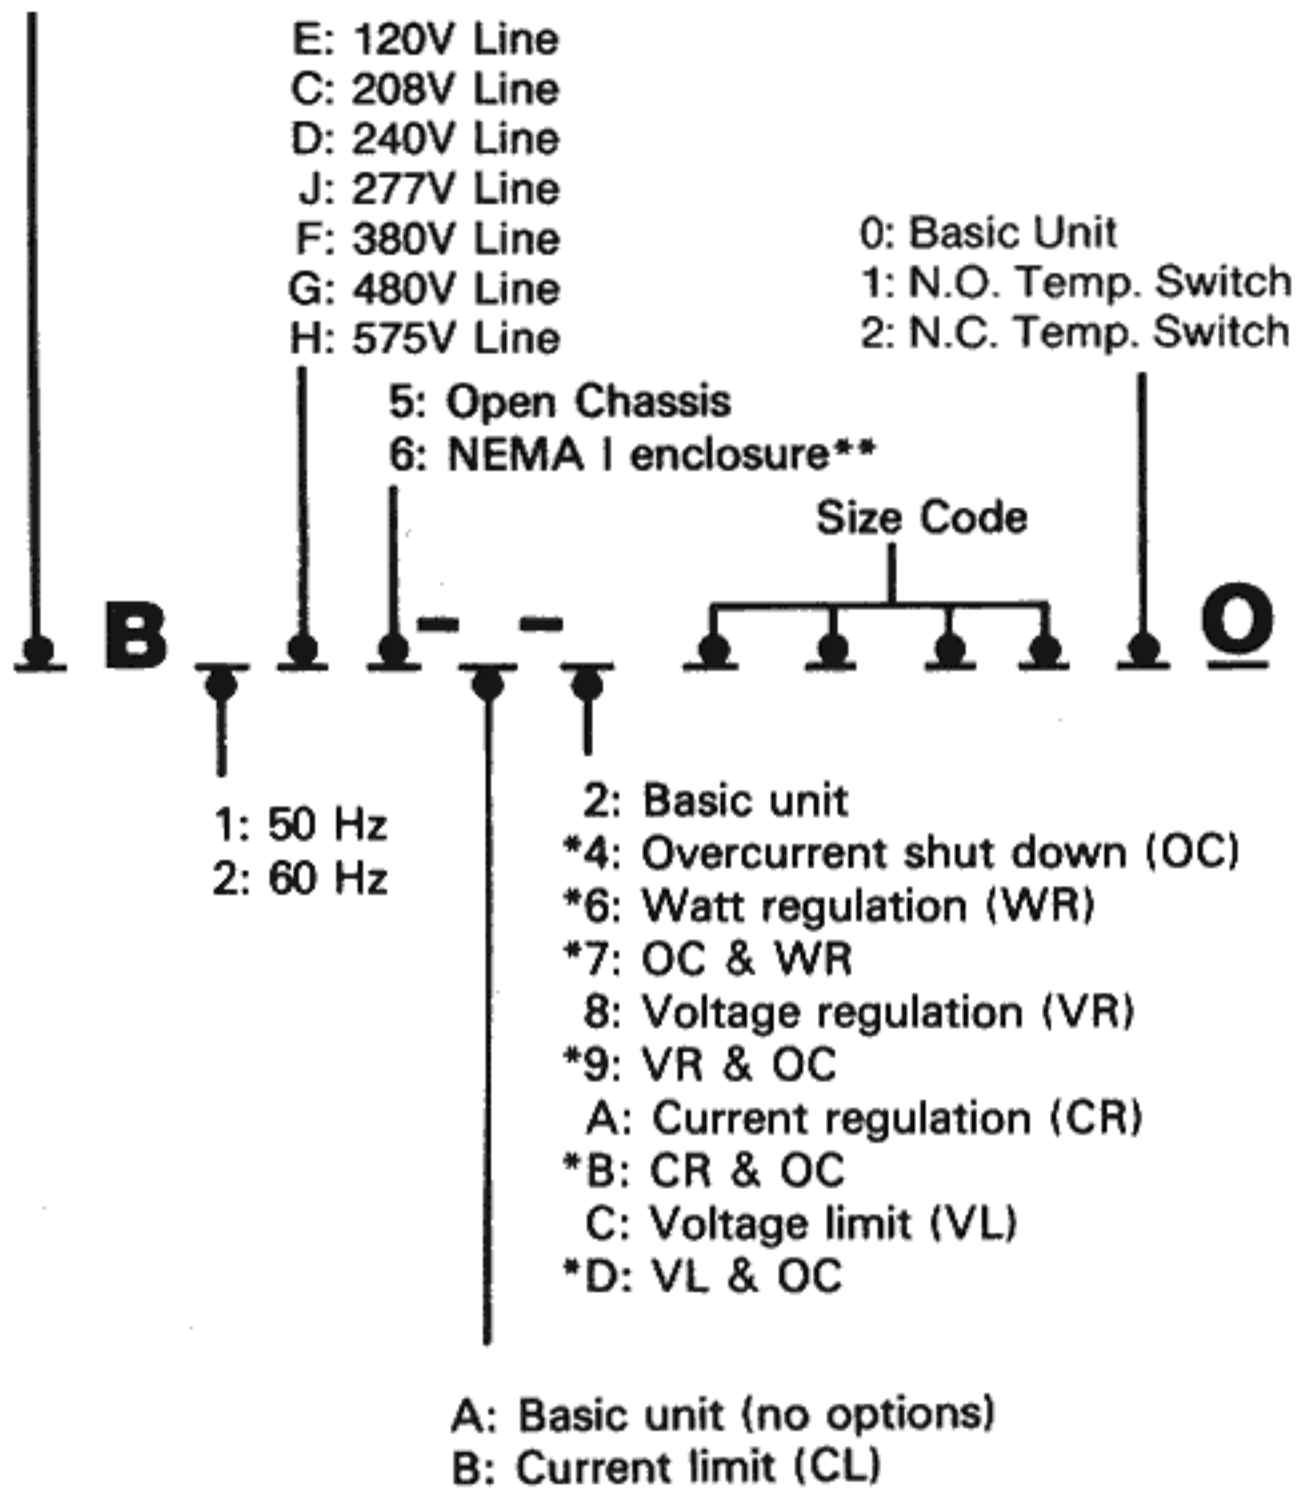 E: 120V Line
C: 208V Line
D: 240V Line
J: 277V Line
F: 380V Line
G: 480V Line
H: 575V Line
0: Basic Unit
1: N.O. Temp. Switch
2: N.C. Temp. Switch
5: Open Chassis
6: NEMA I enclosure**
Size Code
B - - O
1: 50 Hz
2: 60 Hz
2: Basic unit
*4: Overcurrent shut down (OC)
*6: Watt regulation (WR)
*7: OC & WR
8: Voltage regulation (VR)
*9: VR & OC
A: Current regulation (CR)
*B: CR & OC
C: Voltage limit (VL)
*D: VL & OC
A: Basic unit (no options)
B: Current limit (CL)